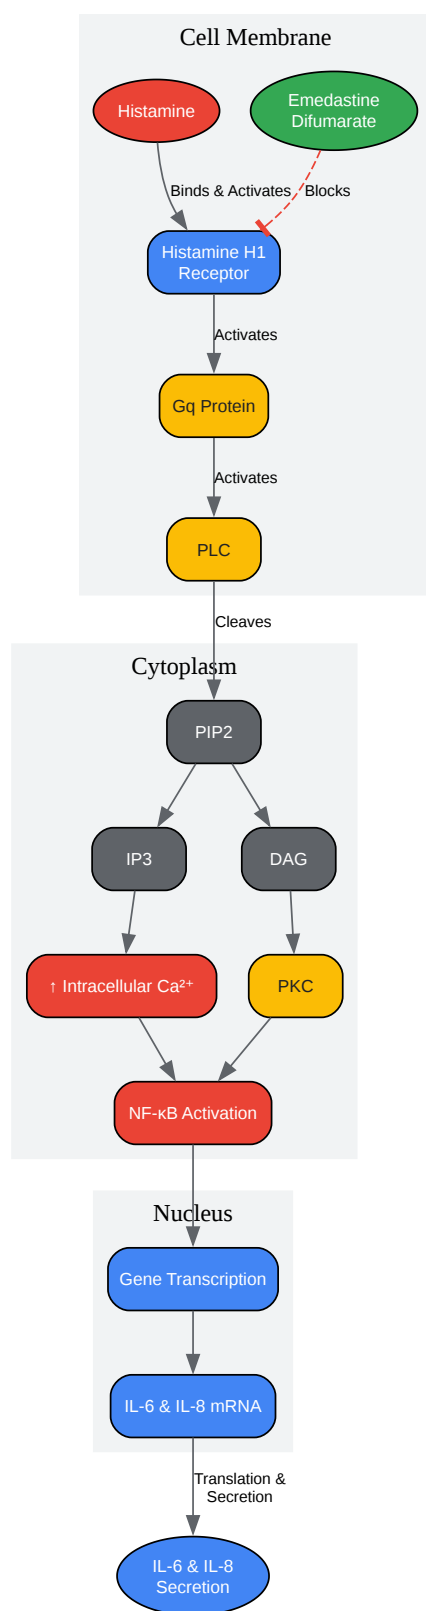 Cell Membrane
Histamine
Emedastine
Difumarate
Binds & Activates
Blocks
Histamine H1
Receptor
Activates
Gq Protein
Activates
PLC
Cleaves
Cytoplasm
PIP2
IP3
DAG
↑ Intracellular Ca²⁺
PKC
NF-κB Activation
Nucleus
Gene Transcription
IL-6 & IL-8 mRNA
Translation &
Secretion
IL-6 & IL-8
Secretion